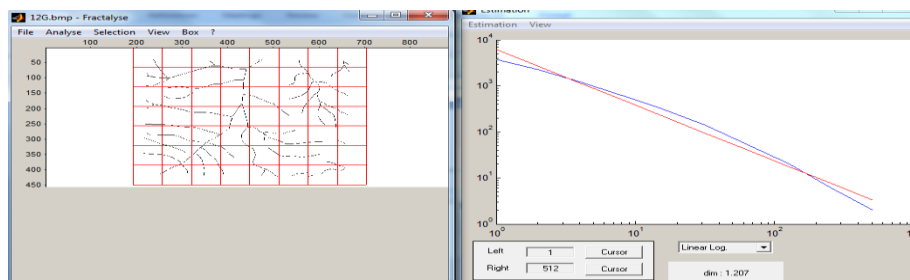 12G.bmp - Fractalyse
File Analyse Selection View Box ?
100 200 300 400 500 600 700 800
50
100
150
200
250
300
350
400
450
Estimation
Estimation View
10^4
10^3
10^2
10^1
10^0
10^0 10^1 10^2
Left 1 Cursor
Right 512 Cursor
Linear Log.
dim : 1.207